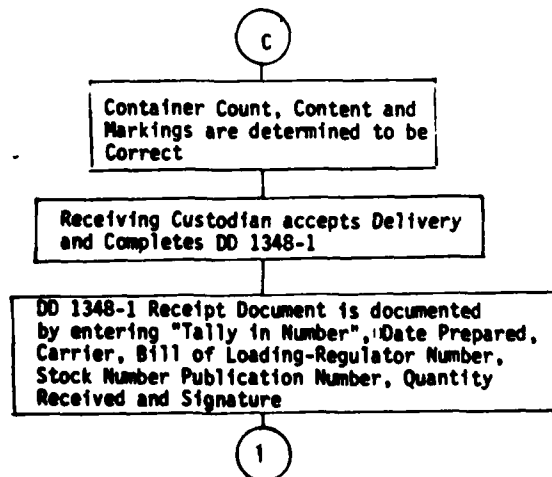 C
Container Count, Content and
Markings are determined to be
Correct
Receiving Custodian accepts Delivery
and Completes DD 1348-1
DD 1348-1 Receipt Document is documented
by entering "Tally in Number", Date Prepared,
Carrier, Bill of Loading-Regulator Number,
Stock Number Publication Number, Quantity
Received and Signature
1